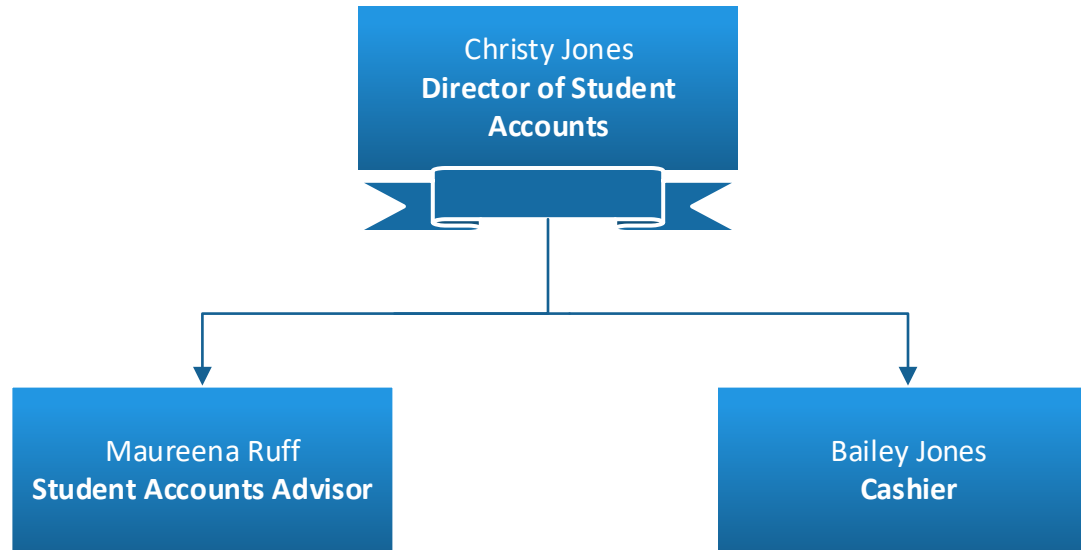 Christy Jones
Director of Student
Accounts
Maureena Ruff
Student Accounts Advisor
Bailey Jones
Cashier